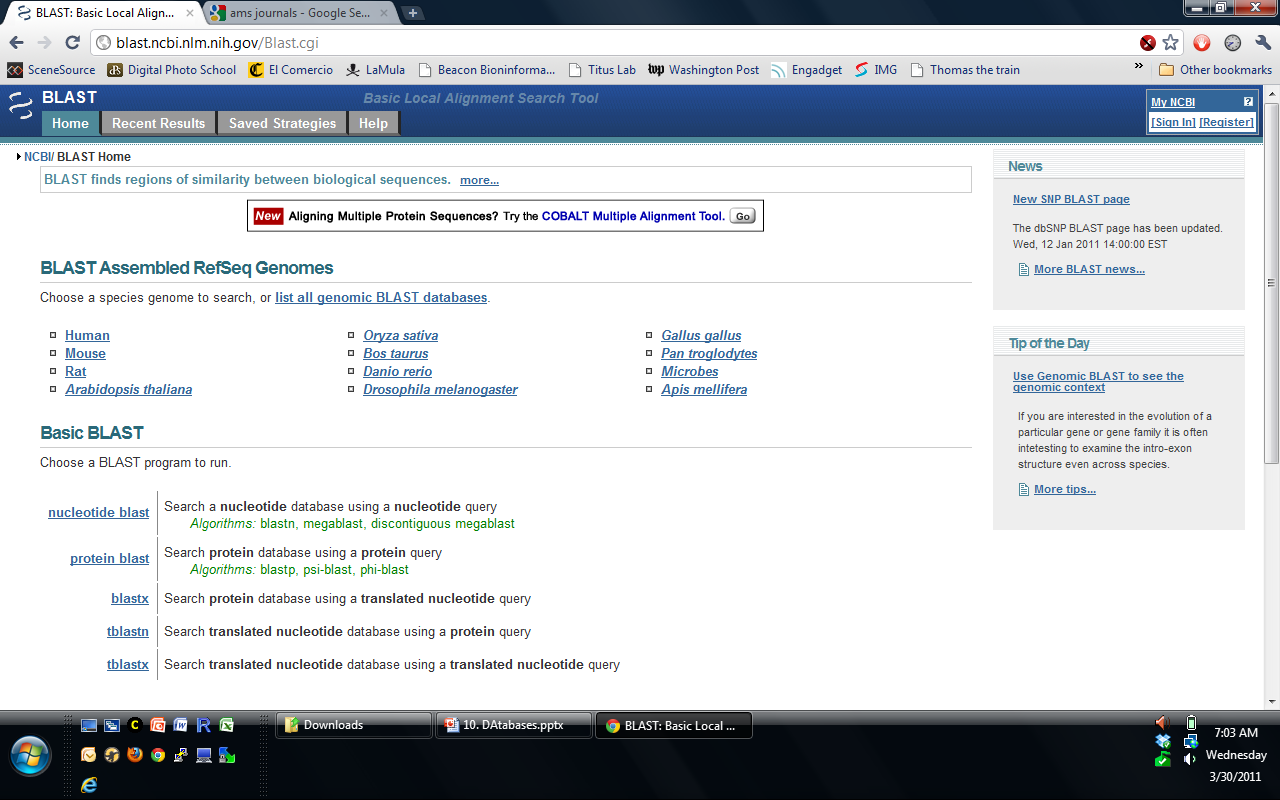 BLAST: Basic Local Align...
ams journals - Google Se...
blast.ncbi.nlm.nih.gov/Blast.cgi
SceneSource
Digital Photo School
El Comercio
LaMula
Beacon Bioninforma...
Titus Lab
wp Washington Post
Engadget
IMG
Thomas the train
»
Other bookmarks
BLAST
Basic Local Alignment Search Tool
Home
Recent Results
Saved Strategies
Help
My NCBI ?
[Sign In] [Register]
NCBI/ BLAST Home
BLAST finds regions of similarity between biological sequences. more...
New Aligning Multiple Protein Sequences? Try the COBALT Multiple Alignment Tool. Go
BLAST Assembled RefSeq Genomes
Choose a species genome to search, or list all genomic BLAST databases.
Human
Mouse
Rat
Arabidopsis thaliana
Oryza sativa
Bos taurus
Danio rerio
Drosophila melanogaster
Gallus gallus
Pan troglodytes
Microbes
Apis mellifera
Basic BLAST
Choose a BLAST program to run.
nucleotide blast
Search a nucleotide database using a nucleotide query
Algorithms: blastn, megablast, discontiguous megablast
protein blast
Search protein database using a protein query
Algorithms: blastp, psi-blast, phi-blast
blastx
Search protein database using a translated nucleotide query
tblastn
Search translated nucleotide database using a protein query
tblastx
Search translated nucleotide database using a translated nucleotide query
News
New SNP BLAST page
The dbSNP BLAST page has been updated.
Wed, 12 Jan 2011 14:00:00 EST
More BLAST news...
Tip of the Day
Use Genomic BLAST to see the
genomic context
If you are interested in the evolution of a
particular gene or gene family it is often
intetesting to examine the intro-exon
structure even across species.
More tips...
Downloads
10. DAtabases.pptx
BLAST: Basic Local ...
7:03 AM
Wednesday
3/30/2011